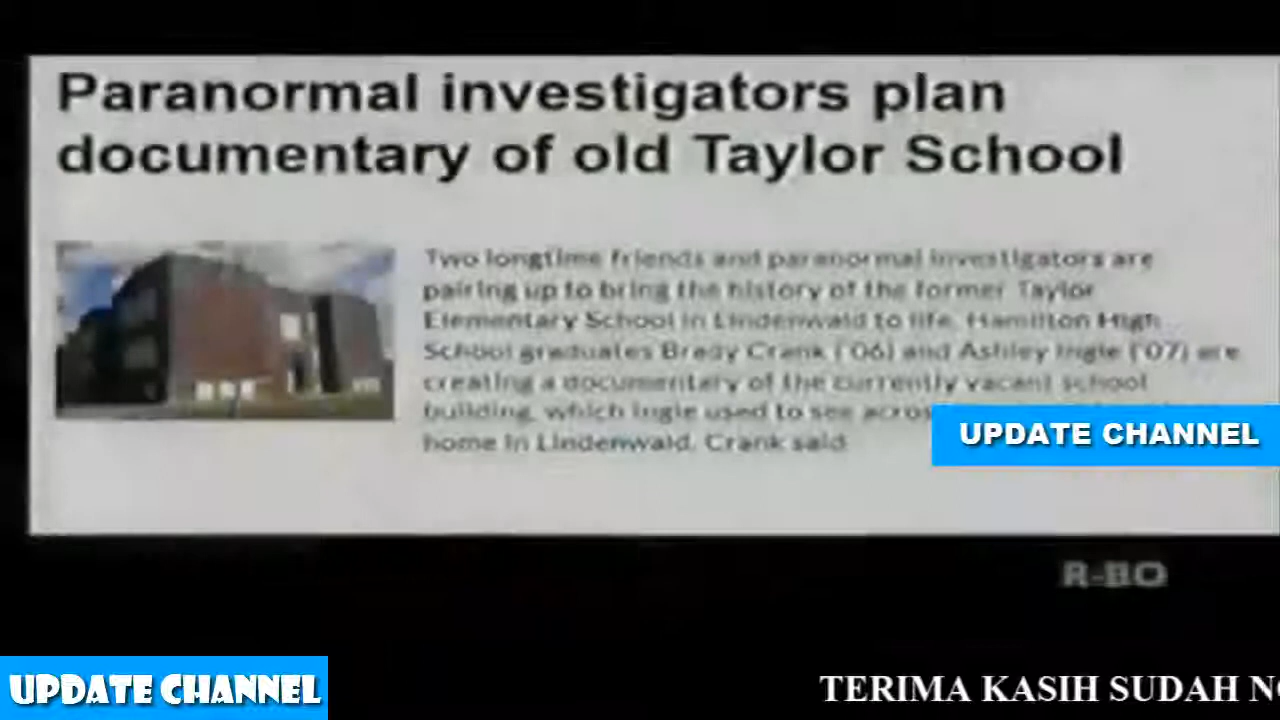 Paranormal investigators plan
documentary of old Taylor School
Two longtime friends and paranormal investigators are
pairing up to bring the history of the former Taylor
Elementary School in Lindenwald to life. Hamilton High
School graduates Brady Crank ('06) and Ashley Ingle ('07) are
creating a documentary of the currently vacant school
building, which Ingle used to see
home in Lindenwald, Crank said
UPDATE CHANNEL
R-BO
UPDATE CHANNEL
TERIMA KASIH SUDAH